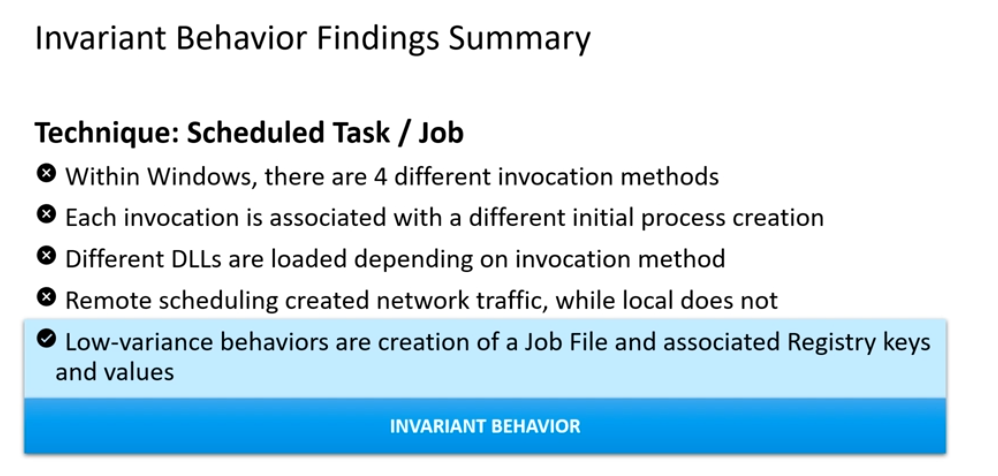 Invariant Behavior Findings Summary
Technique: Scheduled Task / Job
Within Windows, there are 4 different invocation methods
Each invocation is associated with a different initial process creation
Different DLLs are loaded depending on invocation method
Remote scheduling created network traffic, while local does not
Low-variance behaviors are creation of a Job File and associated Registry keys
and values
INVARIANT BEHAVIOR